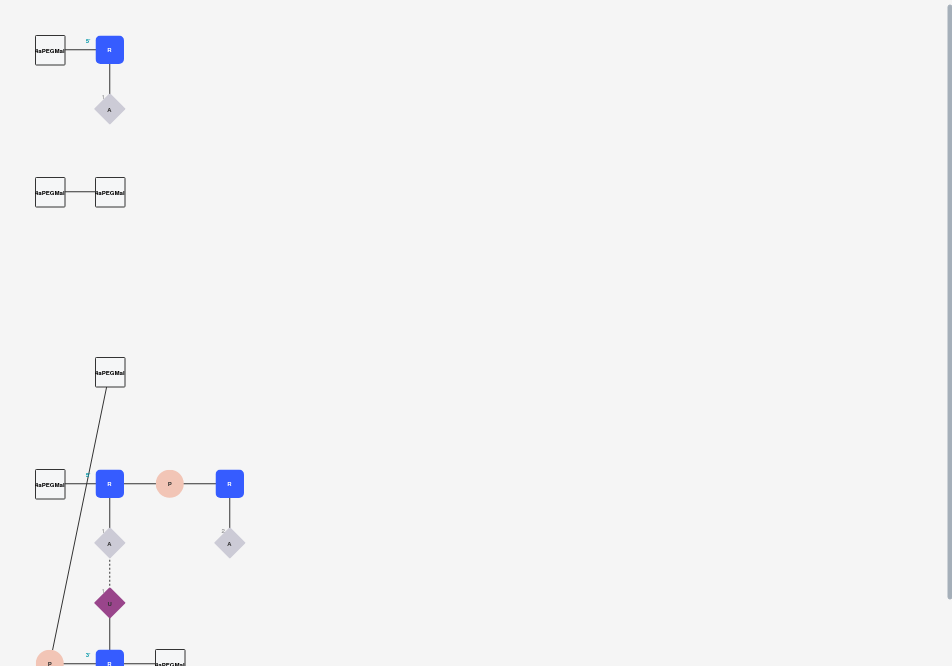 5'
4aPEGMal R
1
A
4aPEGMal 4aPEGMal
4aPEGMal
5'
4aPEGMal R P R
1 2
A A
1
U
3'
P R 4aPEGMal